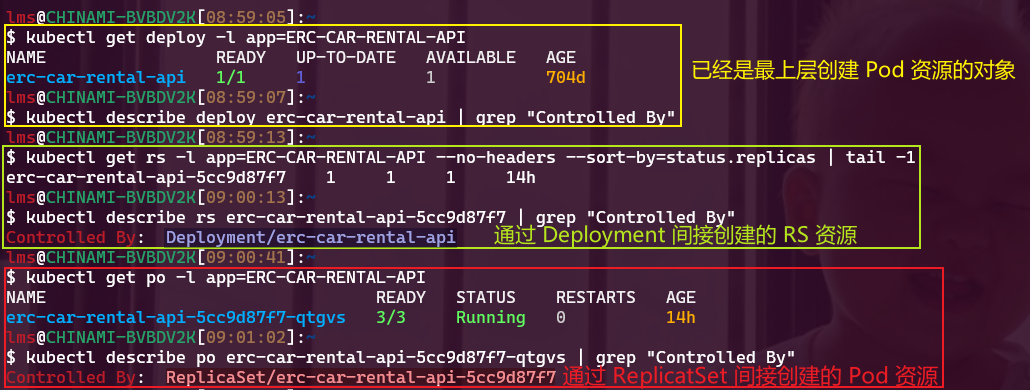 lms@CHINAMI-BVBDV2K[08:59:05]:~
$ kubectl get deploy -l app=ERC-CAR-RENTAL-API
NAME READY UP-TO-DATE AVAILABLE AGE
erc-car-rental-api 1/1 1 1 704d
已经是最上层创建 Pod 资源的对象
lms@CHINAMI-BVBDV2K[08:59:07]:~
$ kubectl describe deploy erc-car-rental-api | grep "Controlled By"
lms@CHINAMI-BVBDV2K[08:59:13]:~
$ kubectl get rs -l app=ERC-CAR-RENTAL-API --no-headers --sort-by=status.replicas | tail -1
erc-car-rental-api-5cc9d87f7 1 1 1 14h
lms@CHINAMI-BVBDV2K[09:00:13]:~
$ kubectl describe rs erc-car-rental-api-5cc9d87f7 | grep "Controlled By"
Controlled By: Deployment/erc-car-rental-api 通过 Deployment 间接创建的 RS 资源
lms@CHINAMI-BVBDV2K[09:00:41]:~
$ kubectl get po -l app=ERC-CAR-RENTAL-API
NAME READY STATUS RESTARTS AGE
erc-car-rental-api-5cc9d87f7-qtgvs 3/3 Running 0 14h
lms@CHINAMI-BVBDV2K[09:01:02]:~
$ kubectl describe po erc-car-rental-api-5cc9d87f7-qtgvs | grep "Controlled By"
Controlled By: ReplicaSet/erc-car-rental-api-5cc9d87f7 通过 ReplicatSet 间接创建的 Pod 资源